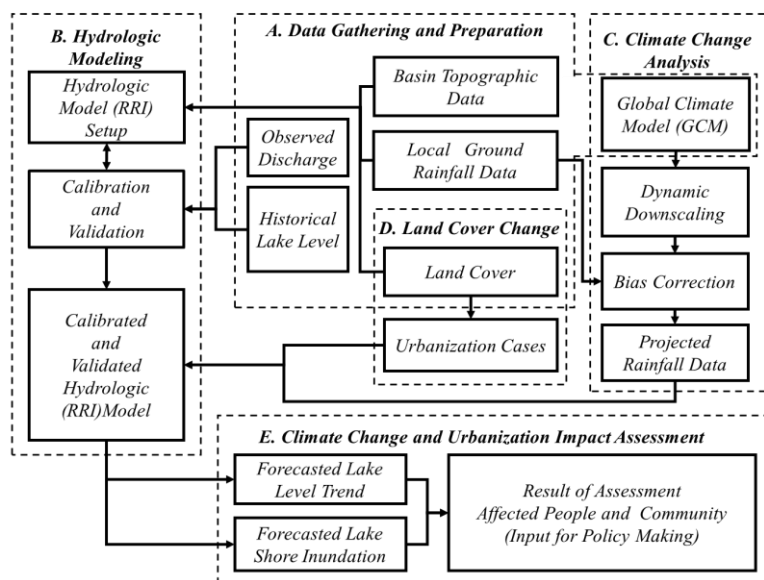 B. Hydrologic
Modeling
Hydrologic
Model (RRI)
Setup
Calibration
and
Validation
Calibrated
and
Validated
Hydrologic
(RRI)Model
A. Data Gathering and Preparation
Basin Topographic
Data
Observed
Discharge
Local Ground
Rainfall Data
Historical
Lake Level
D. Land Cover Change
Land Cover
Urbanization Cases
C. Climate Change
Analysis
Global Climate
Model (GCM)
Dynamic
Downscaling
Bias Correction
Projected
Rainfall Data
E. Climate Change and Urbanization Impact Assessment
Forecasted Lake
Level Trend
Forecasted Lake
Shore Inundation
Result of Assessment
Affected People and Community
(Input for Policy Making)